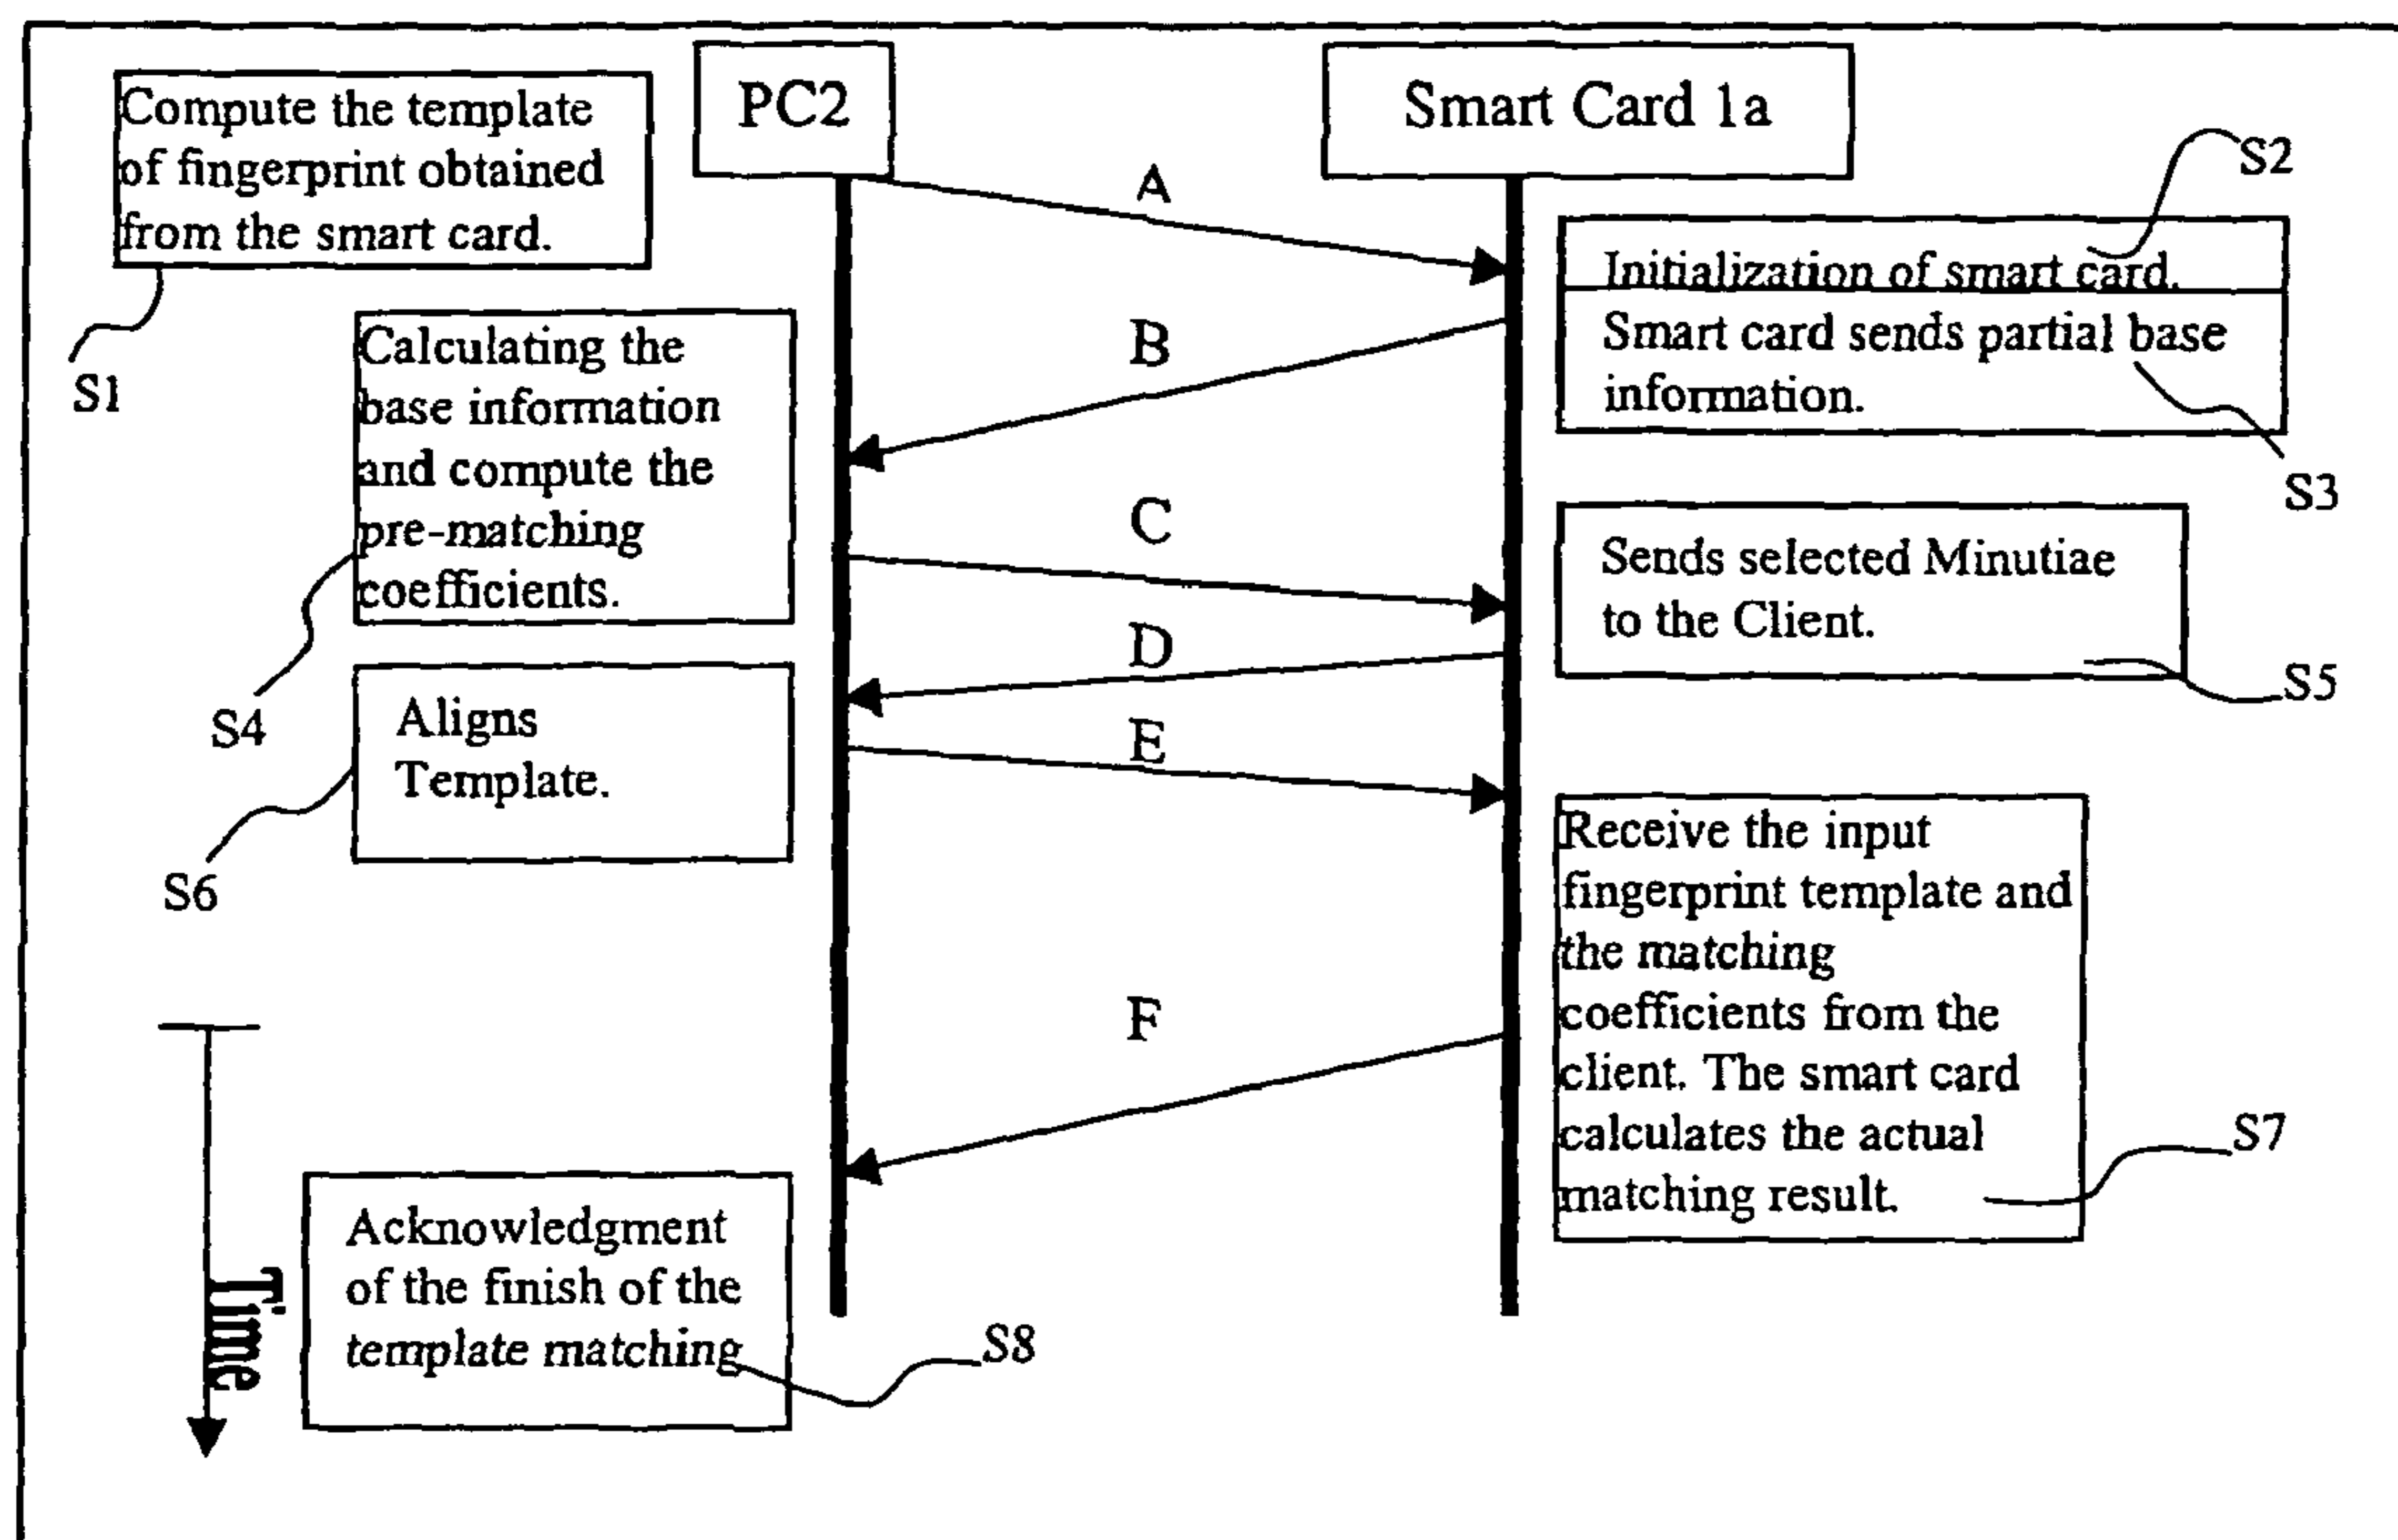 PC2
Smart Card 1a
Compute the template
of fingerprint obtained
from the smart card.
S1
A
S2
Initialization of smart card.
Smart card sends partial base
information.
S3
B
Calculating the
base information
and compute the
pre-matching
coefficients.
S4
C
Sends selected Minutiae
to the Client.
S5
D
Aligns
Template.
S6
E
Receive the input
fingerprint template and
the matching
coefficients from the
client. The smart card
calculates the actual
matching result.
S7
F
Time
Acknowledgment
of the finish of the
template matching
S8